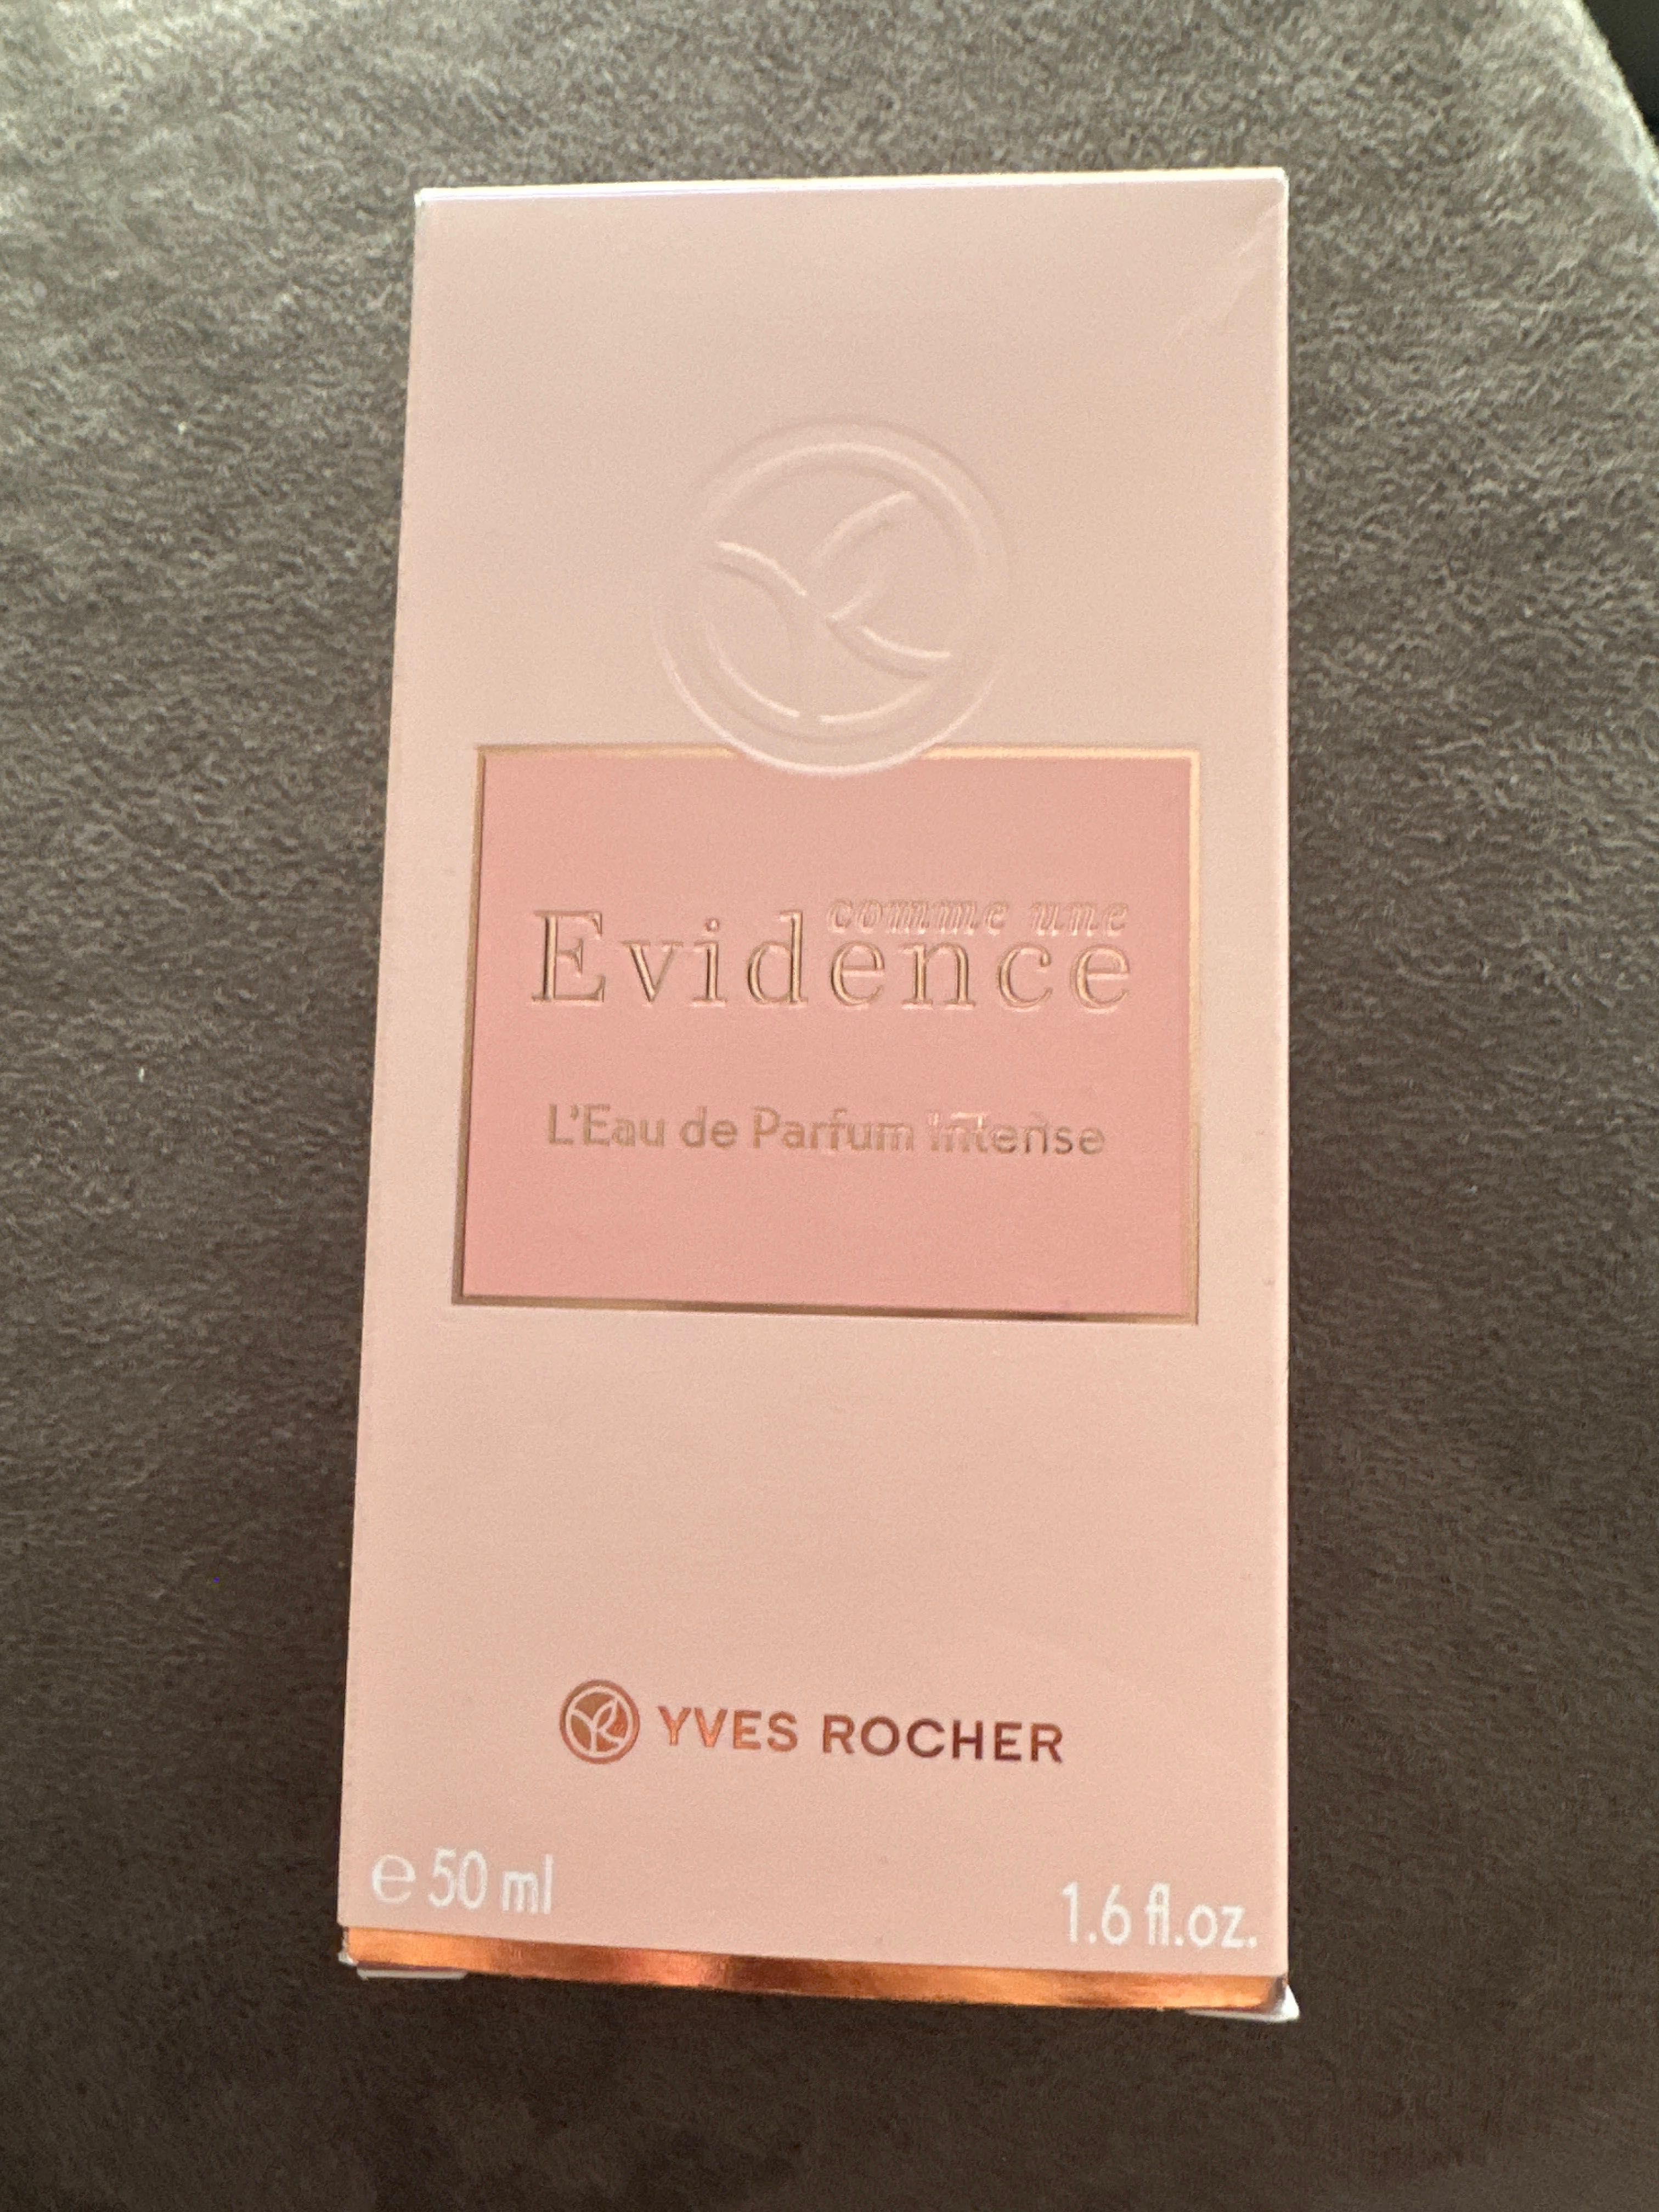 comme une
Evidence
L'Eau de Parfum Intense
YVES ROCHER
e 50 ml
1.6 fl.oz.